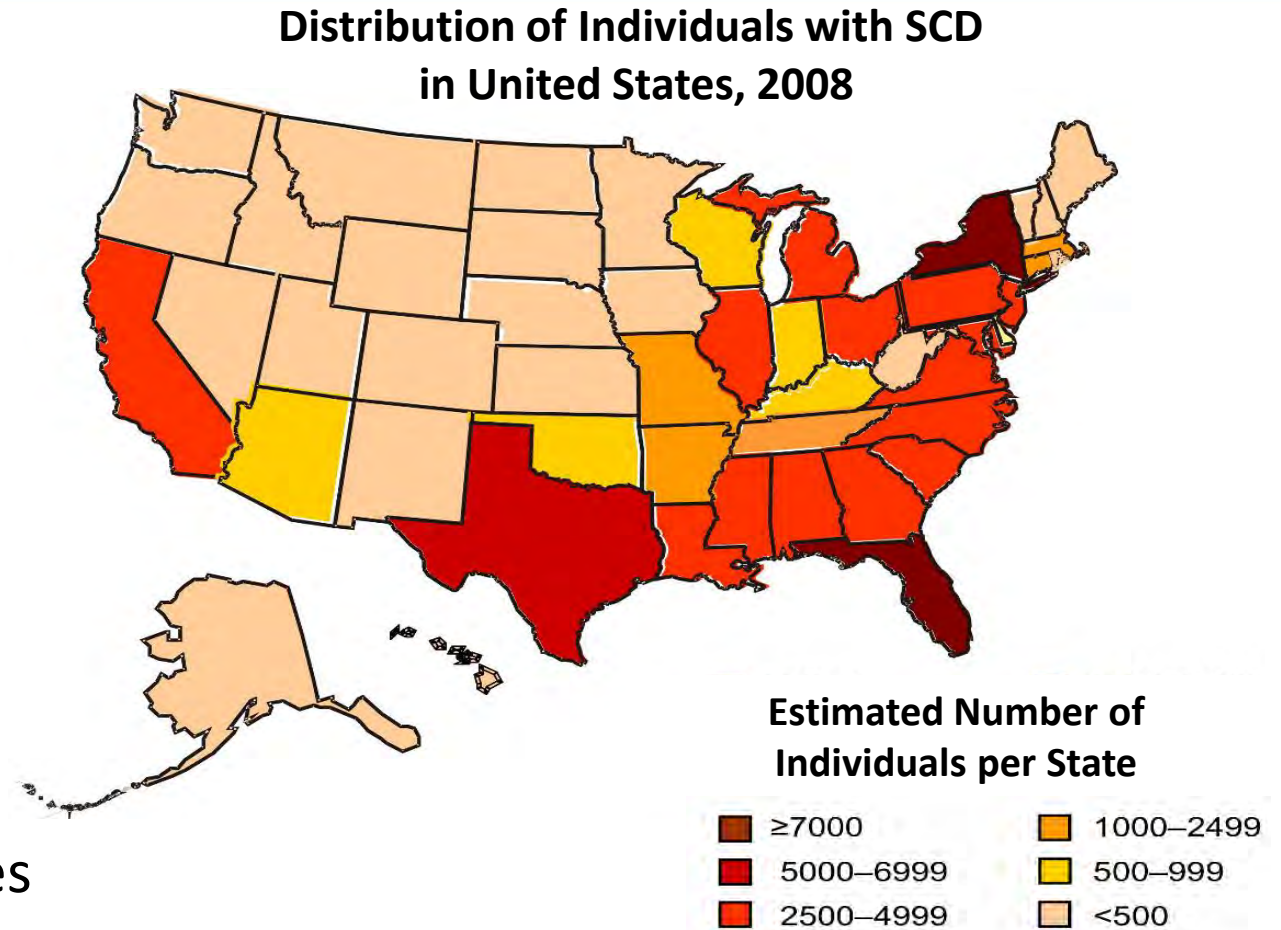 Distribution of Individuals with SCD
in United States, 2008
Estimated Number of
Individuals per State
≥7000
5000–6999
2500–4999
1000–2499
500–999
<500
es